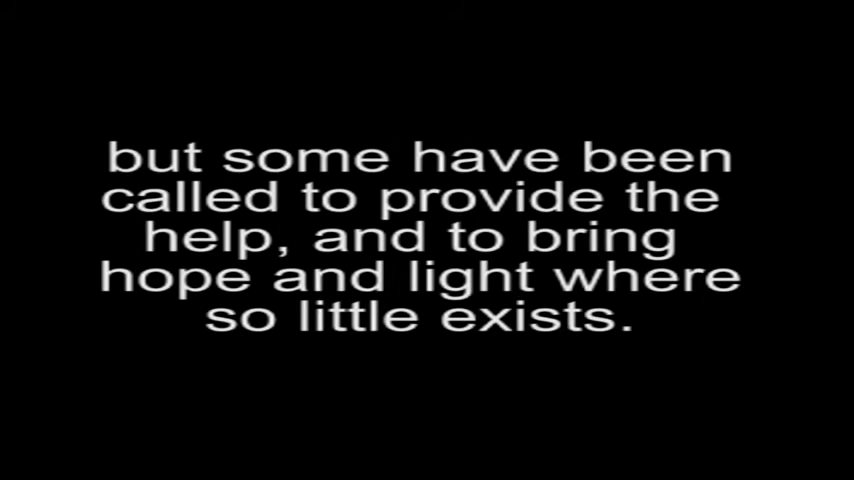 but some have been
called to provide the
help, and to bring
hope and light where
so little exists.